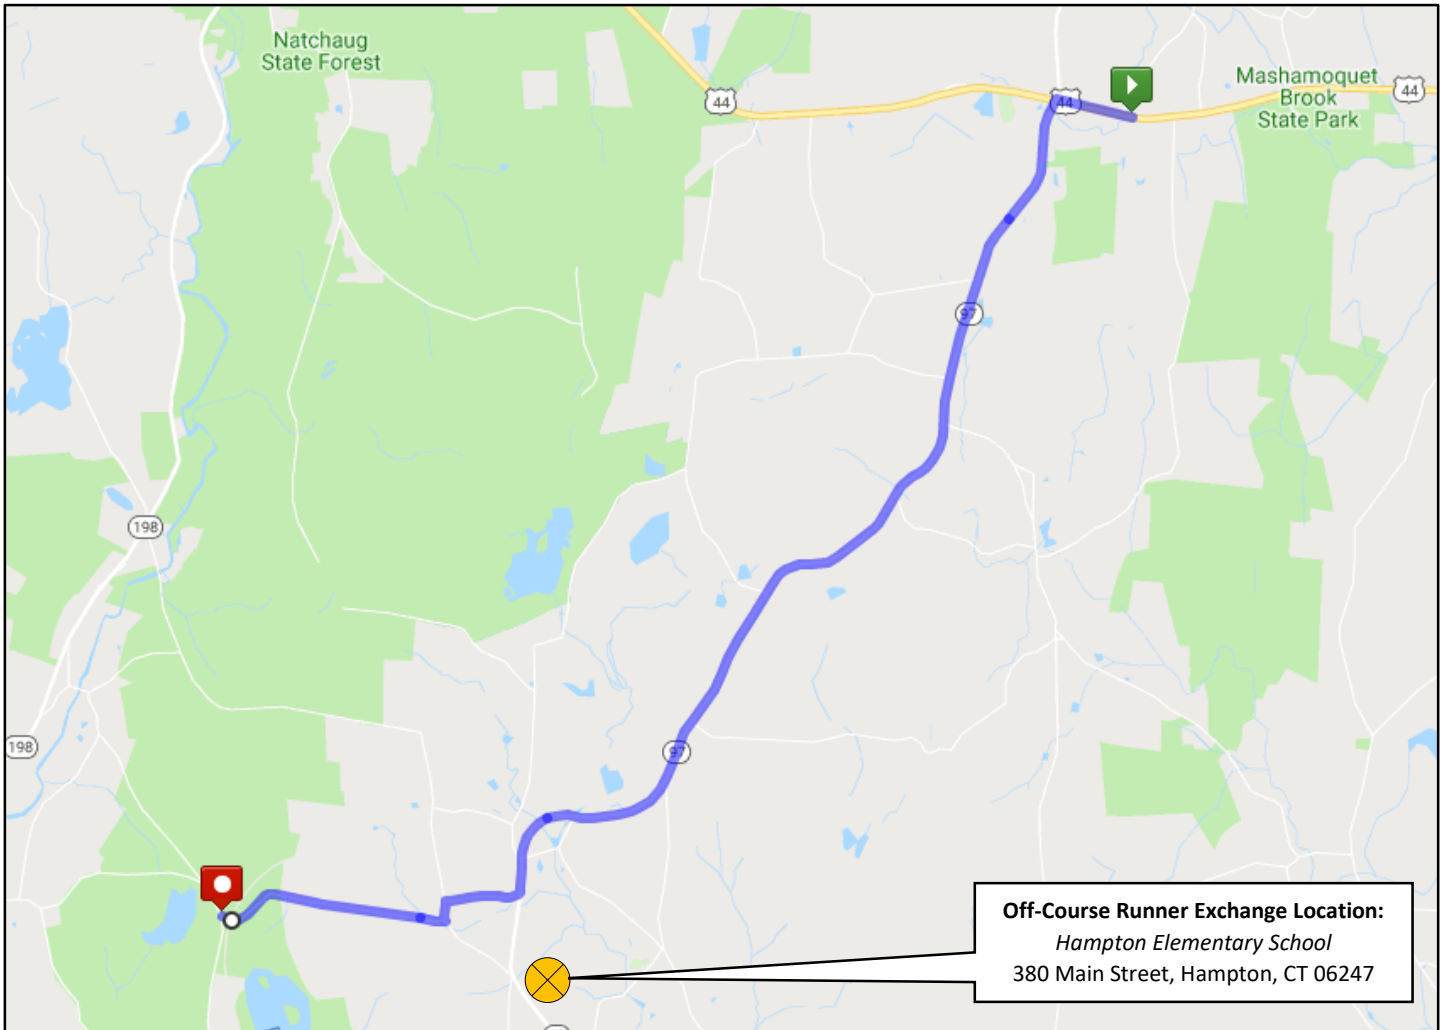 Natchaug
State Forest
44
44
Mashamoquet
Brook
State Park
44
97
198
97
198
Off-Course Runner Exchange Location:
Hampton Elementary School
380 Main Street, Hampton, CT 06247